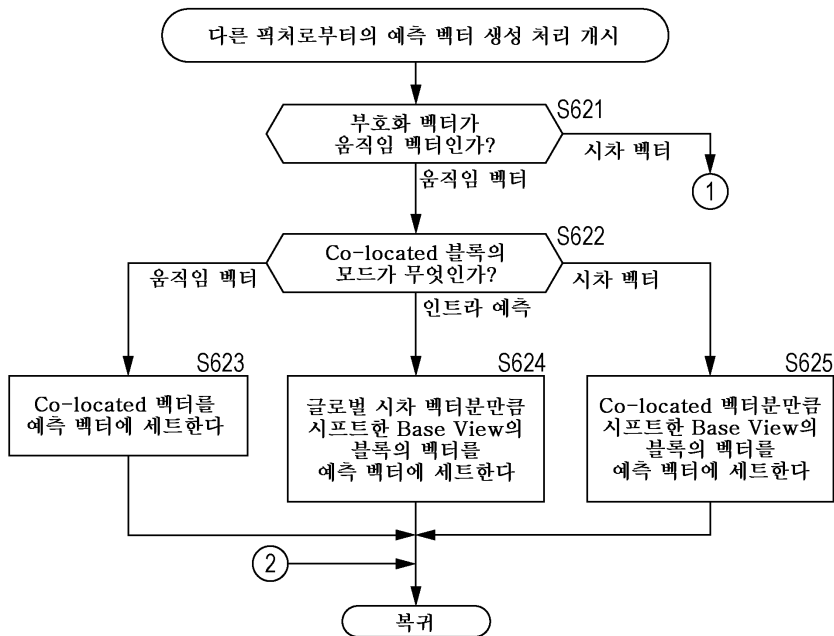 다른 픽처로부터의 예측 벡터 생성 처리 개시
S621
부호화 벡터가
움직임 벡터인가?
시차 벡터
1
움직임 벡터
S622
Co-located 블록의
모드가 무엇인가?
움직임 벡터
시차 벡터
인트라 예측
S623
Co-located 벡터를
예측 벡터에 세트한다
S624
글로벌 시차 벡터분만큼
시프트한 Base View의
블록의 벡터를
예측 벡터에 세트한다
S625
Co-located 벡터분만큼
시프트한 Base View의
블록의 벡터를
예측 벡터에 세트한다
2
복귀